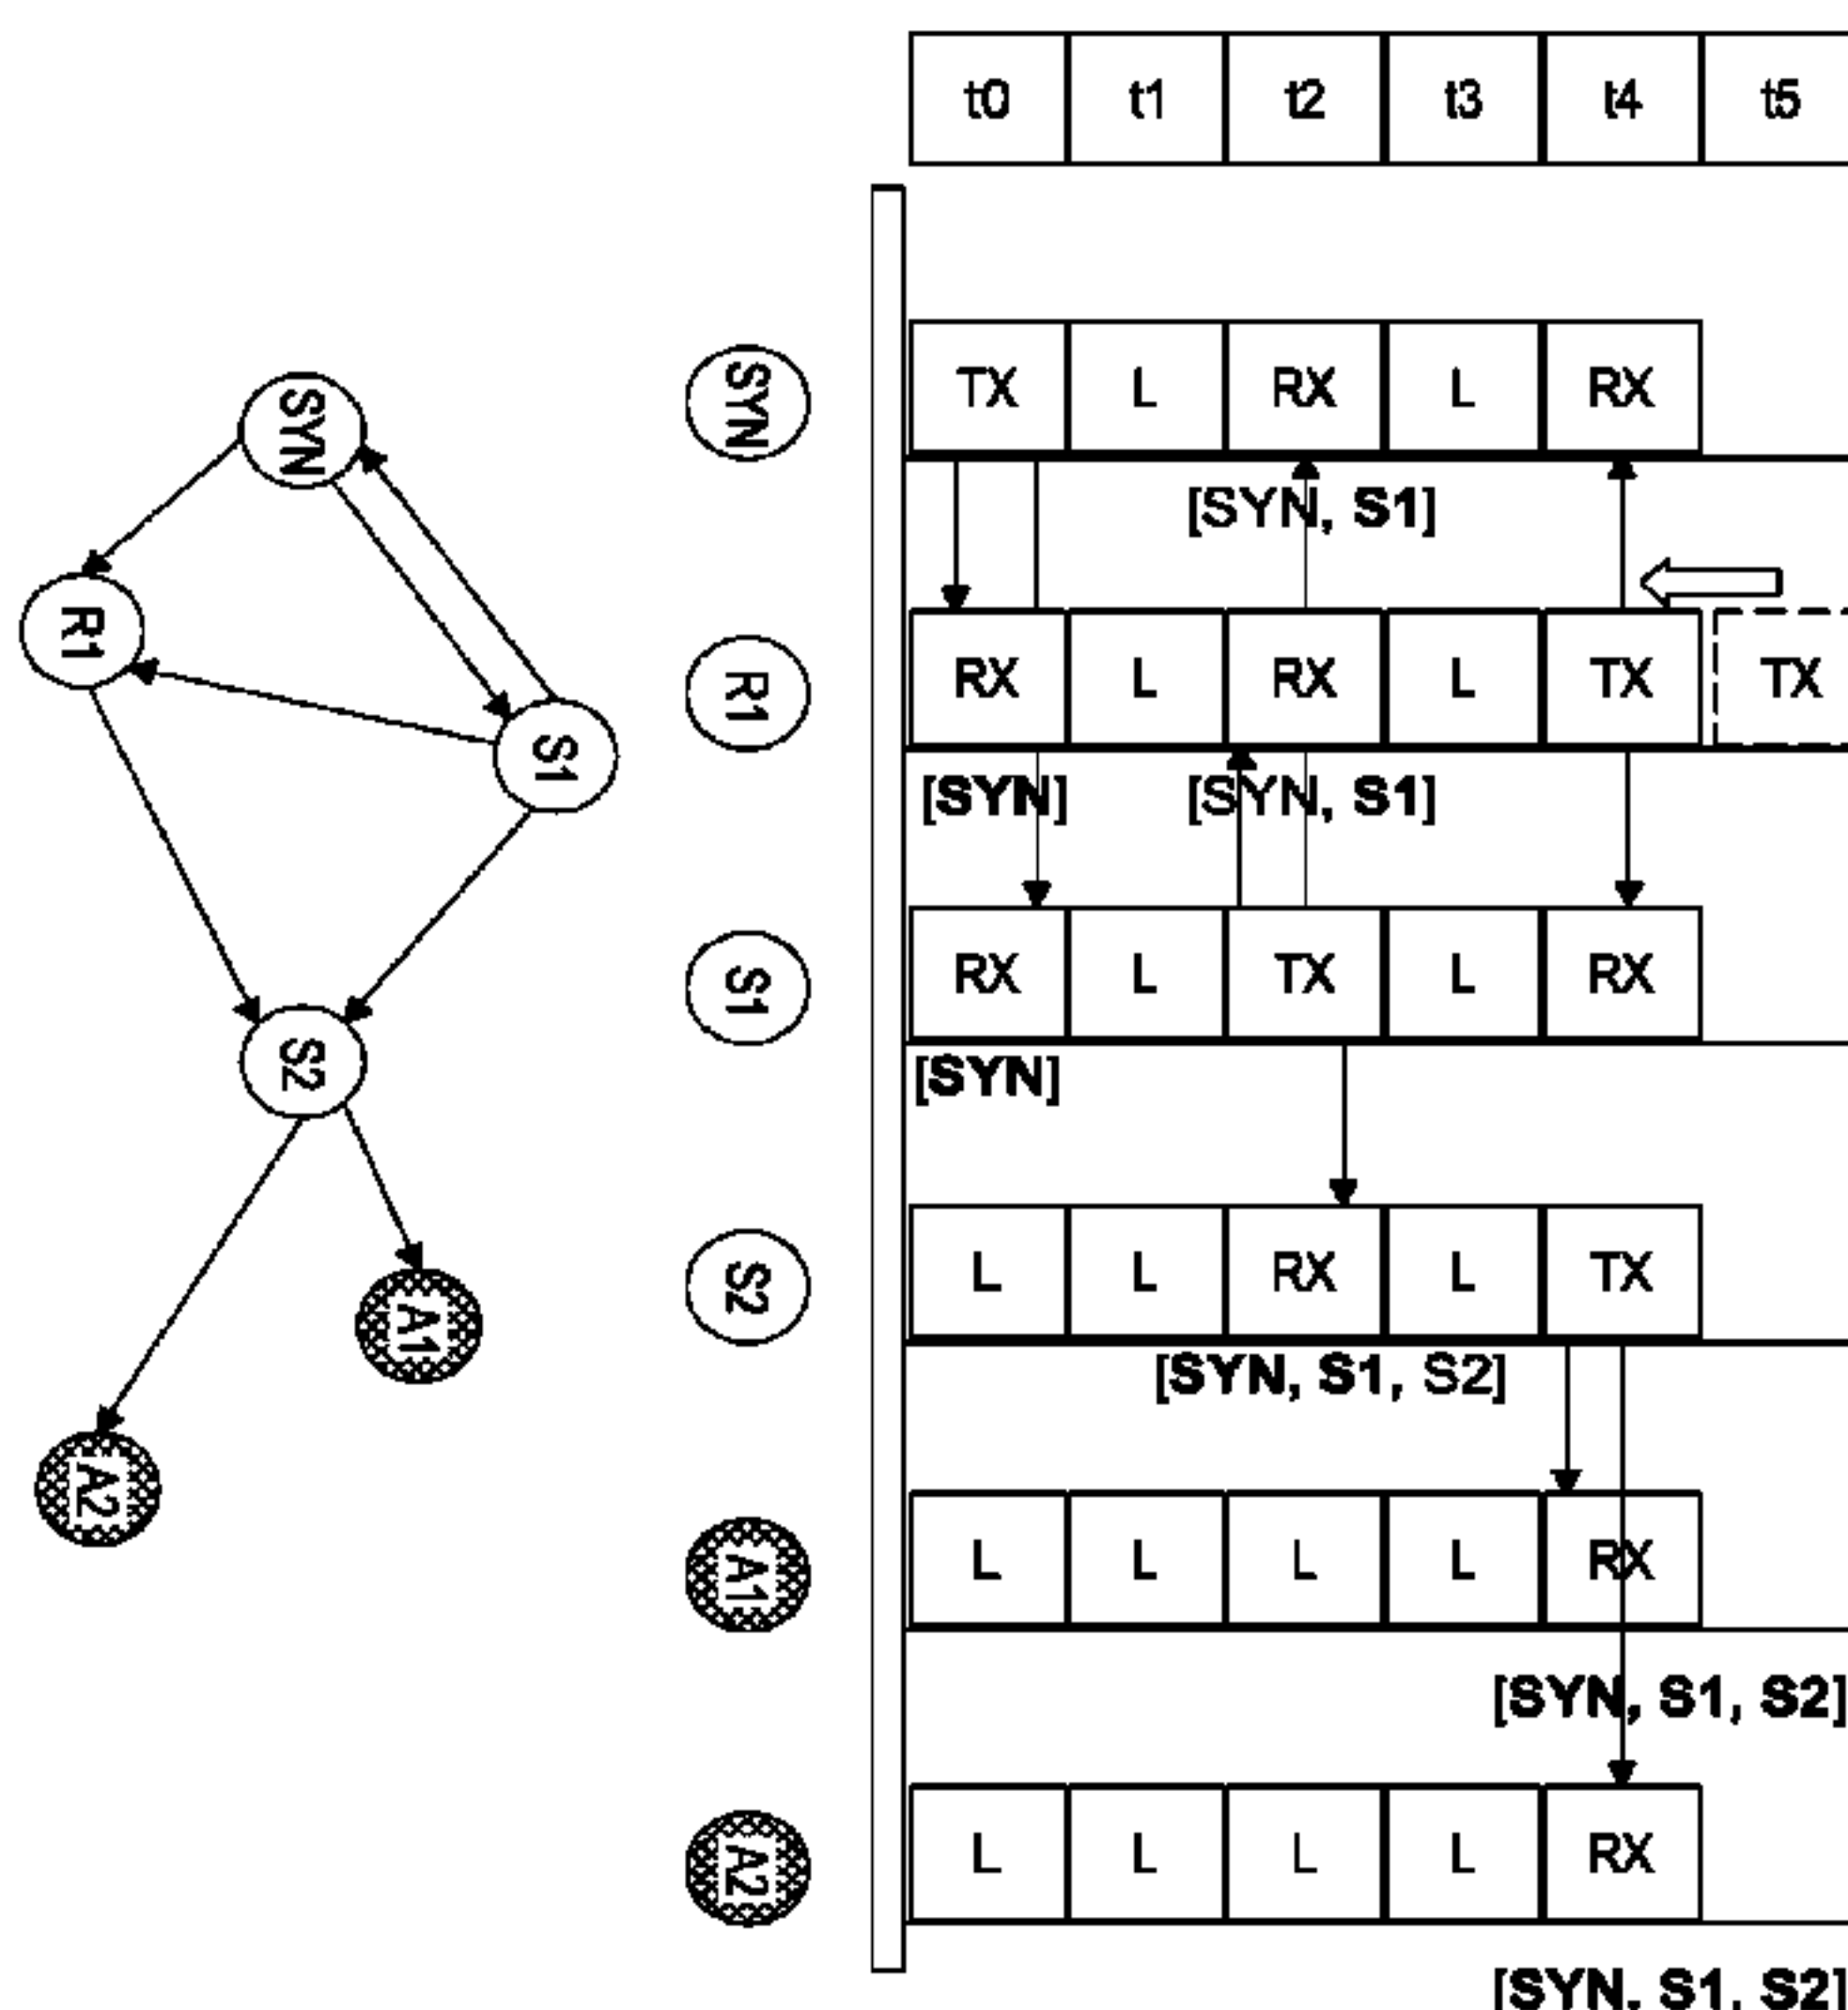 t0 t1 t2 t3 t4 t5
SYN TX L RX L RX
SYN
[SYN, S1]
R1 R1 RX L RX L TX TX
S1
[SYN] [SYN, S1]
S1 RX L TX L RX
[SYN]
S2
S2 L L RX L TX
[SYN, S1, S2]
A1
A2
A1 L L L L RX
[SYN, S1, S2]
A2 L L L L RX
[SYN, S1, S2]